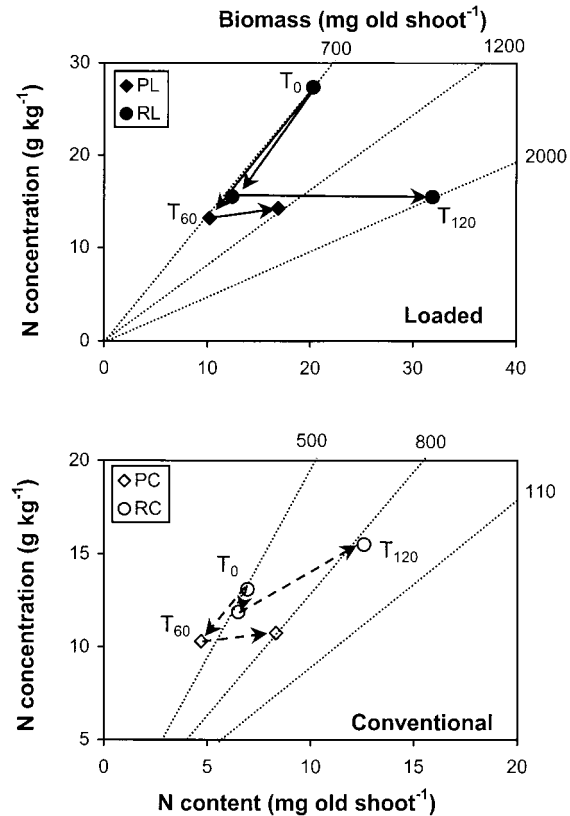 Biomass (mg old shoot⁻¹)
700
1200
30
PL
RL
T₀
2000
20
T₆₀
T₁₂₀
10
Loaded
0
0 10 20 30 40
N concentration (g kg⁻¹)
500
800
20
PC
RC
110
15
T₀
T₁₂₀
T₆₀
10
Conventional
5
0 5 10 15 20
N concentration (g kg⁻¹)
N content (mg old shoot⁻¹)